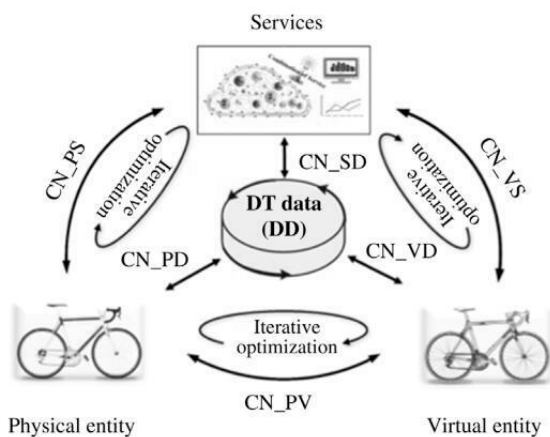 Services
CN_PS
Iterative
optimization
CN_SD
Iterative
optimization
CN_VS
DT data
(DD)
CN_PD
CN_VD
Iterative
optimization
CN_PV
Physical entity
Virtual entity